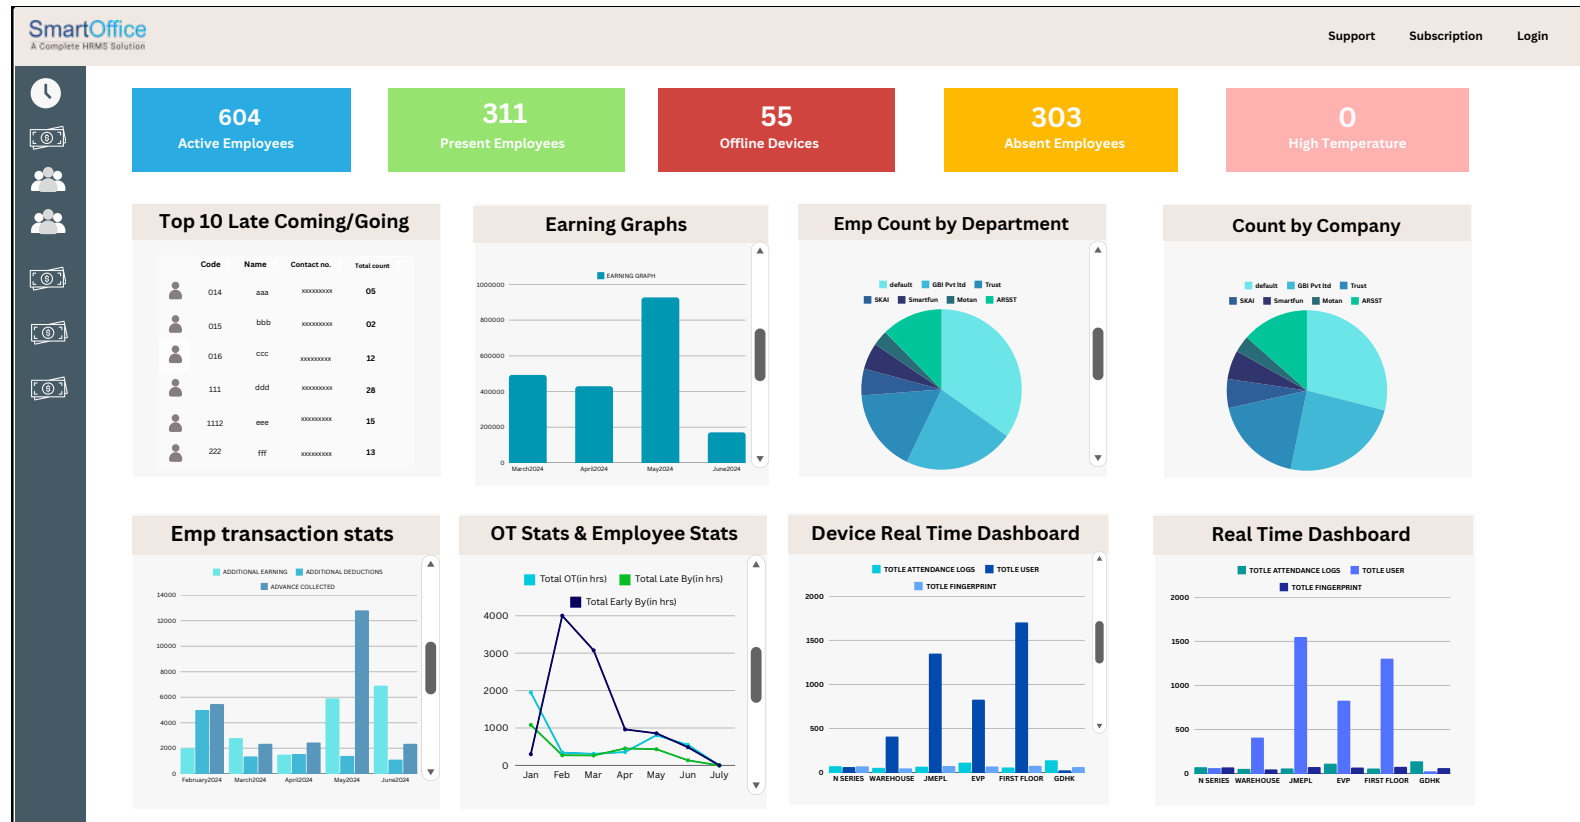 SmartOffice
A Complete HRMS Solution
Support Subscription Login
604
Active Employees
311
Present Employees
55
Offline Devices
303
Absent Employees
0
High Temperature
Top 10 Late Coming/Going
Code Name Contact no. Total count
014 aaa xxxxxxxxx 05
015 bbb xxxxxxxxx 02
016 ccc xxxxxxxxx 12
111 ddd xxxxxxxxx 28
1112 eee xxxxxxxxx 15
222 fff xxxxxxxxx 13
Earning Graphs
EARNING GRAPH
1000000
800000
600000
400000
200000
0
March2024 April2024 May2024 June2024
Emp Count by Department
default GBI Pvt ltd Trust
SKAI Smartfun Motan ARSST
Count by Company
default GBI Pvt ltd Trust
SKAI Smartfun Motan ARSST
Emp transaction stats
ADDITIONAL EARNING ADDITIONAL DEDUCTIONS
ADVANCE COLLECTED
14000
12000
10000
8000
6000
4000
2000
0
February2024 March2024 April2024 May2024 June2024
OT Stats & Employee Stats
Total OT(in hrs) Total Late By(in hrs)
Total Early By(in hrs)
4000
3000
2000
1000
0
Jan Feb Mar Apr May Jun July
Device Real Time Dashboard
TOTLE ATTENDANCE LOGS TOTLE USER
TOTLE FINGERPRINT
2000
1500
1000
500
0
N SERIES WAREHOUSE JMEPL EVP FIRST FLOOR GDHK
Real Time Dashboard
TOTLE ATTENDANCE LOGS TOTLE USER
TOTLE FINGERPRINT
2000
1500
1000
500
0
N SERIES WAREHOUSE JMEPL EVP FIRST FLOOR GDHK